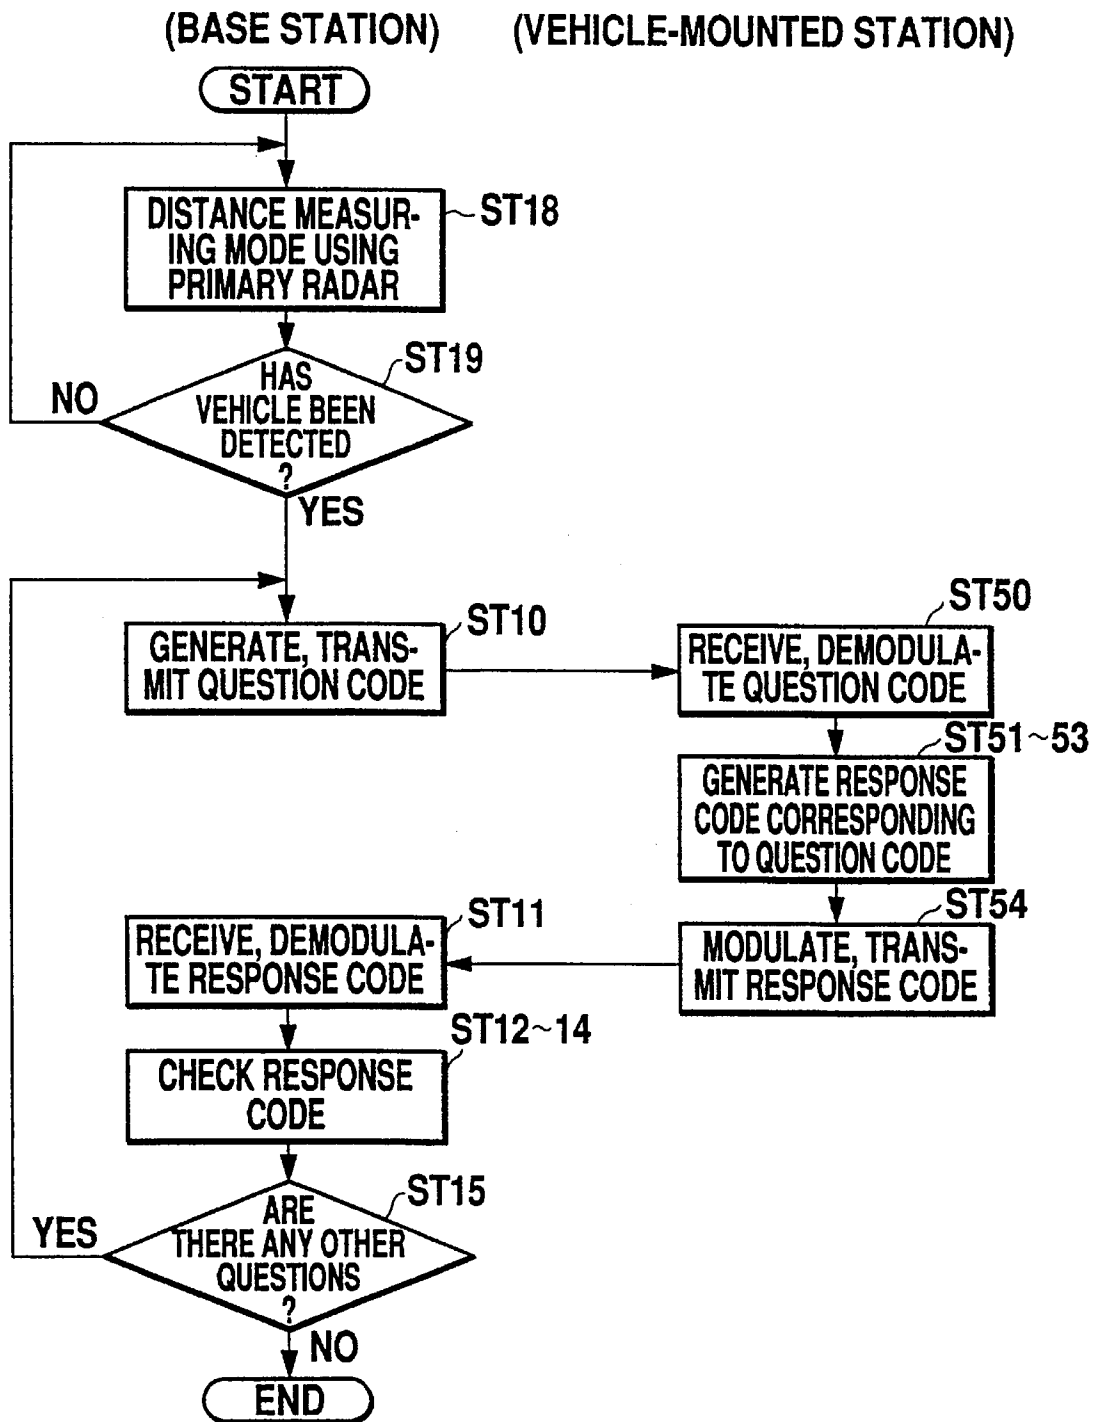 (BASE STATION)
(VEHICLE-MOUNTED STATION)
START
DISTANCE MEASUR-
ING MODE USING
PRIMARY RADAR
ST18
HAS
VEHICLE BEEN
DETECTED
?
ST19
NO
YES
GENERATE, TRANS-
MIT QUESTION CODE
ST10
RECEIVE, DEMODULA-
TE QUESTION CODE
ST50
GENERATE RESPONSE
CODE CORRESPONDING
TO QUESTION CODE
ST51~53
MODULATE, TRANS-
MIT RESPONSE CODE
ST54
RECEIVE, DEMODULA-
TE RESPONSE CODE
ST11
CHECK RESPONSE
CODE
ST12~14
ARE
THERE ANY OTHER
QUESTIONS
?
ST15
YES
NO
END